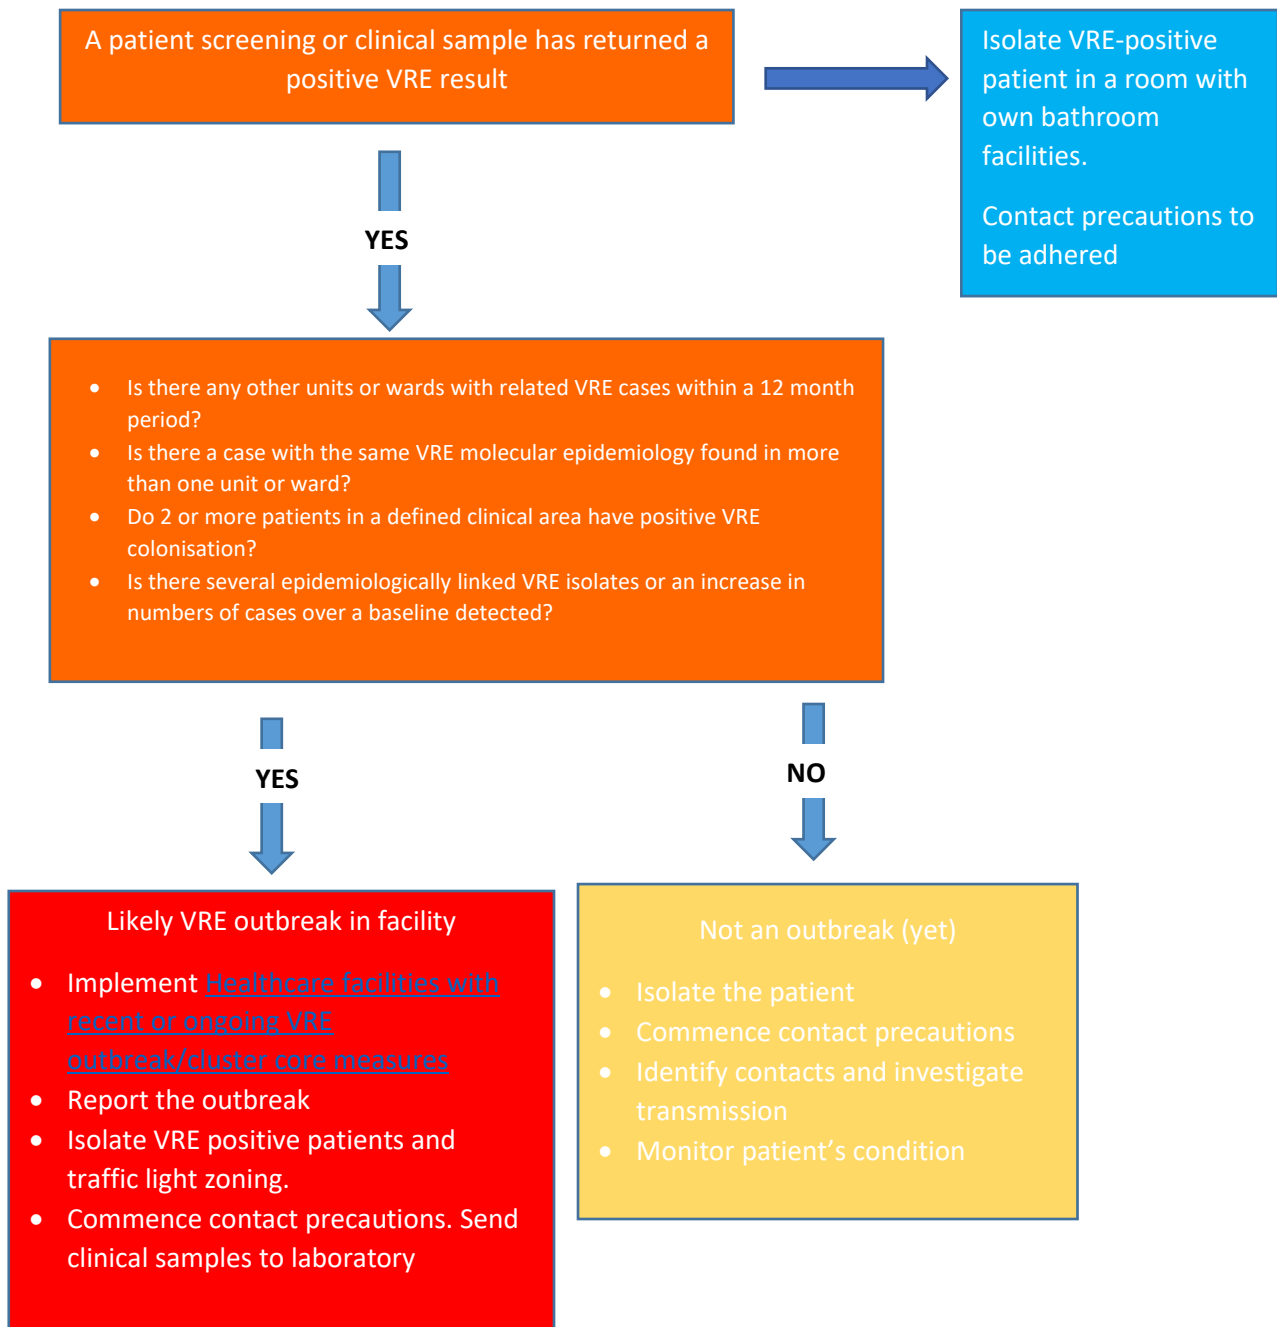 A patient screening or clinical sample has returned a
positive VRE result
Isolate VRE-positive
patient in a room with
own bathroom
facilities.
Contact precautions to
be adhered
YES
• Is there any other units or wards with related VRE cases within a 12 month
period?
• Is there a case with the same VRE molecular epidemiology found in more
than one unit or ward?
• Do 2 or more patients in a defined clinical area have positive VRE
colonisation?
• Is there several epidemiologically linked VRE isolates or an increase in
numbers of cases over a baseline detected?
YES
NO
Likely VRE outbreak in facility
• Implement Healthcare facilities with
recent or ongoing VRE
outbreak/cluster core measures
• Report the outbreak
• Isolate VRE positive patients and
traffic light zoning.
• Commence contact precautions. Send
clinical samples to laboratory
Not an outbreak (yet)
• Isolate the patient
• Commence contact precautions
• Identify contacts and investigate
transmission
• Monitor patient’s condition